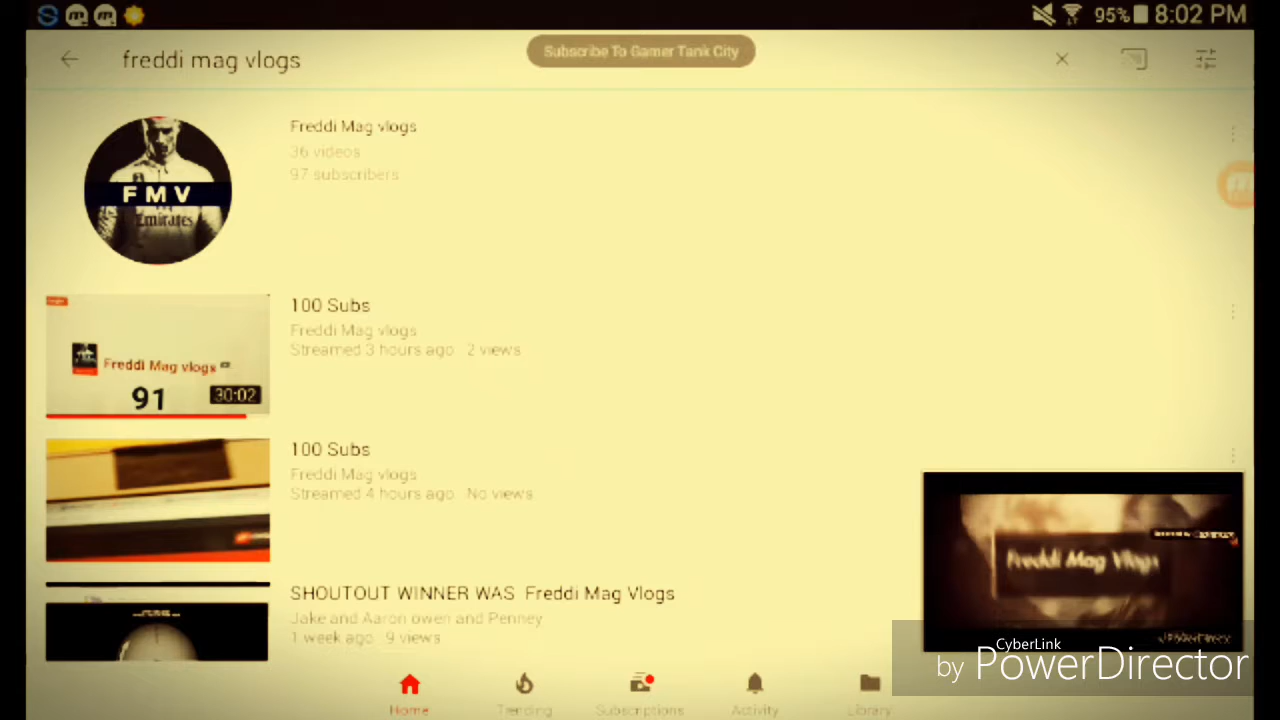 95% 8:02 PM
freddi mag vlogs
Subscribe To Gamer Tank City
Freddi Mag vlogs
36 videos
97 subscribers
FMV
Emirates
100 Subs
Freddi Mag vlogs
Streamed 3 hours ago 2 views
Freddi Mag vlogs
91
30:02
100 Subs
Freddi Mag vlogs
Streamed 4 hours ago No views
SHOUTOUT WINNER WAS Freddi Mag Vlogs
Jake and Aaron owen and Penney
1 week ago 9 views
Freddi Mag Vlogs
CyberLink
by PowerDirector
Home
Trending
Subscriptions
Activity
Library